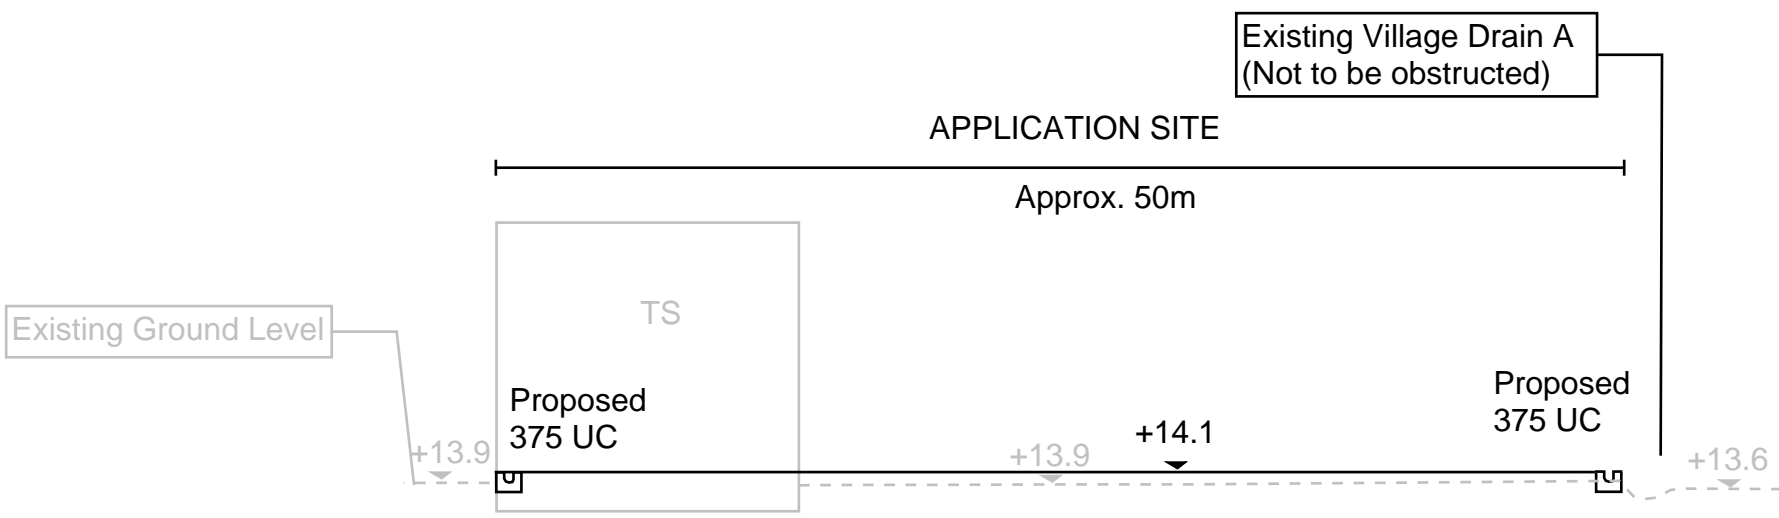 Existing Village Drain A
(Not to be obstructed)
APPLICATION SITE
Approx. 50m
TS
Existing Ground Level
Proposed
375 UC
Proposed
375 UC
+13.9
+13.9
+14.1
+13.6